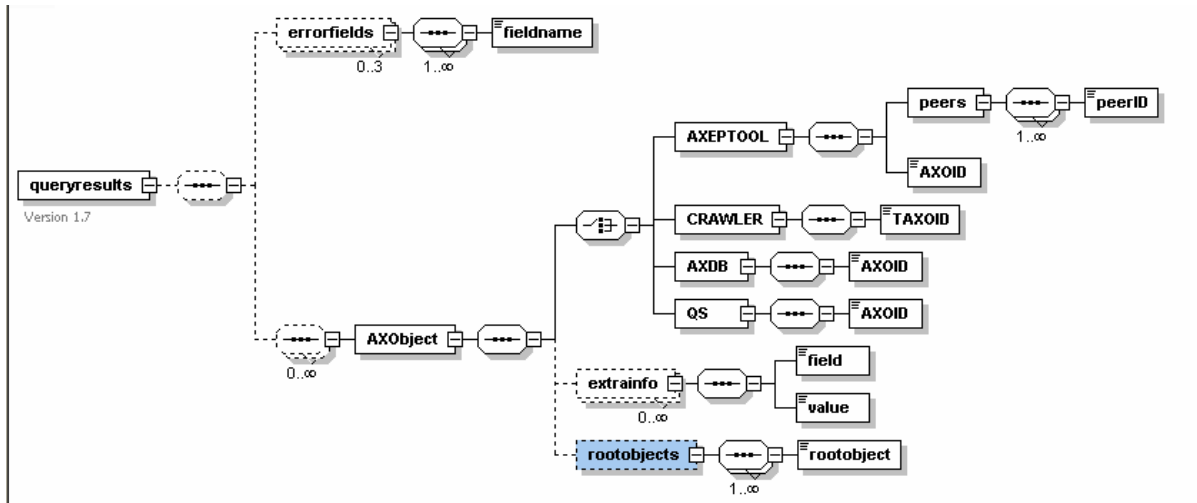 errorfields
fieldname
0..3
1..∞
peers
peerID
1..∞
AXEPTOOL
AXOID
queryresults
Version 1.7
CRAWLER
TAXOID
AXDB
AXOID
QS
AXOID
AXObject
0..∞
field
extrainfo
0..∞
value
rootobjects
rootobject
1..∞